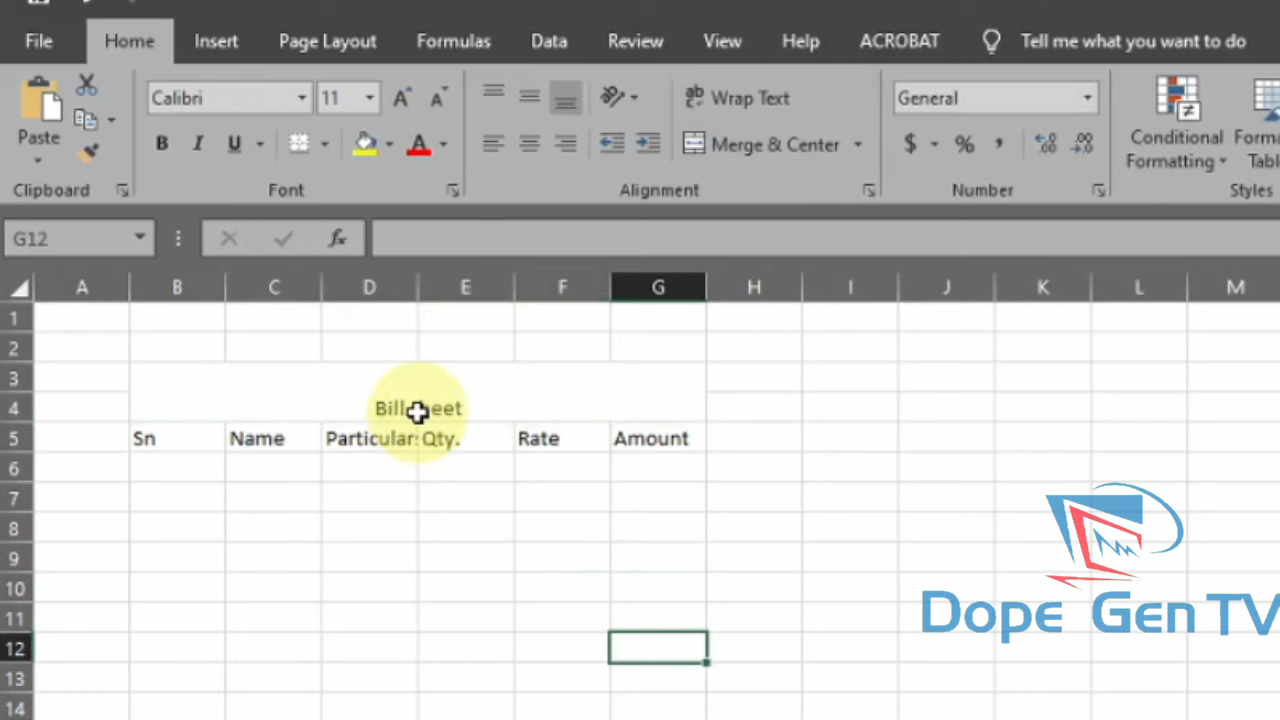 File Home Insert Page Layout Formulas Data Review View Help ACROBAT Tell me what you want to do
Calibri 11 Wrap Text General
Paste B I U Merge & Center $ % , Conditional
Formatting
Clipboard Font Alignment Number Styles
G12 fx
A B C D E F G H I J K L M
1
2
3
4 Bill Sheet
5 Sn Name Particular Qty. Rate Amount
6
7
8
9
10
11
12
13
14
Dope Gen TV